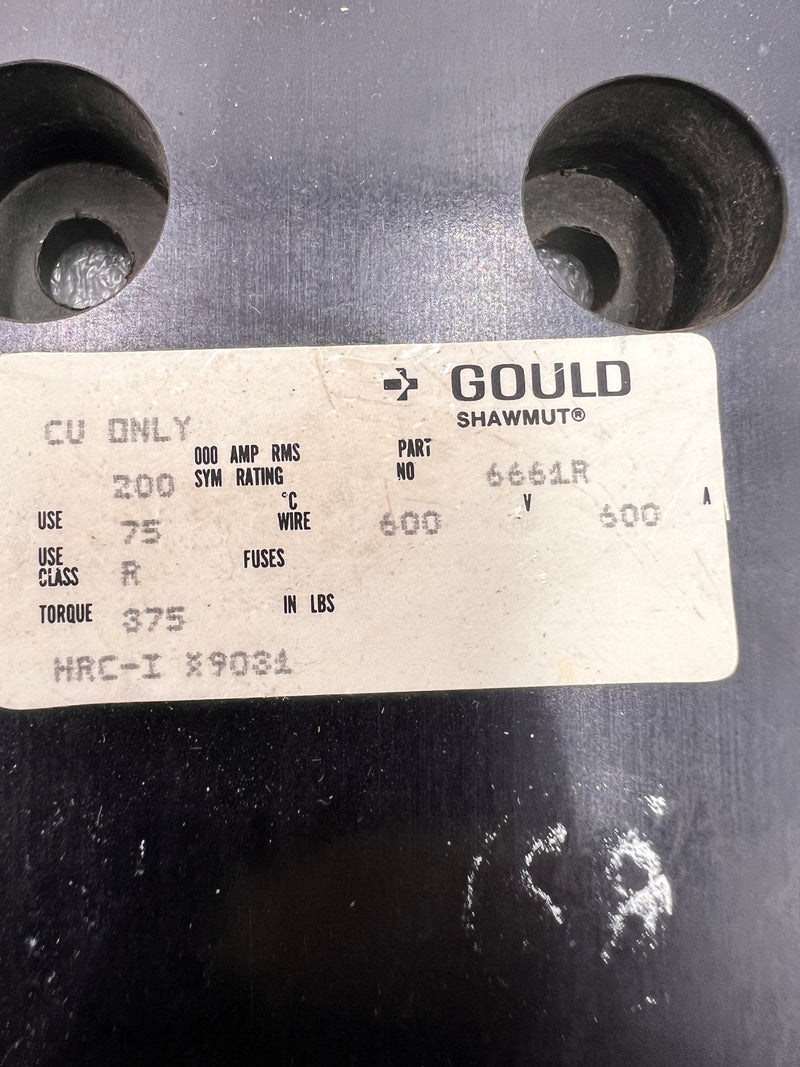 GOULD
SHAWMUT®
CU ONLY
200 000 AMP RMS SYM RATING
PART NO 6661R
USE 75 °C WIRE
600 V 600 A
USE CLASS R FUSES
TORQUE 375 IN LBS
HRC-I X9031